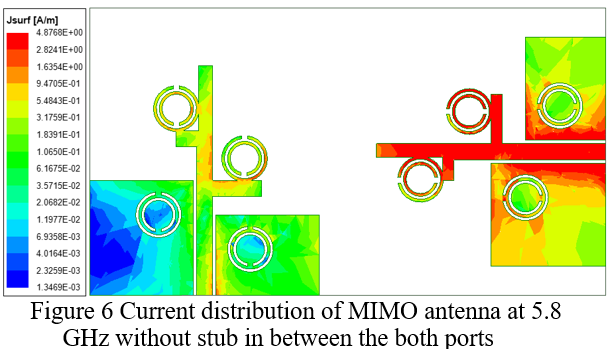 Jsurf [A/m]
4.8768E+00
2.8241E+00
1.6354E+00
9.4705E-01
5.4843E-01
3.1759E-01
1.8391E-01
1.0650E-01
6.1675E-02
3.5715E-02
2.0682E-02
1.1977E-02
6.9358E-03
4.0164E-03
2.3259E-03
1.3469E-03
Figure 6 Current distribution of MIMO antenna at 5.8
GHz without stub in between the both ports